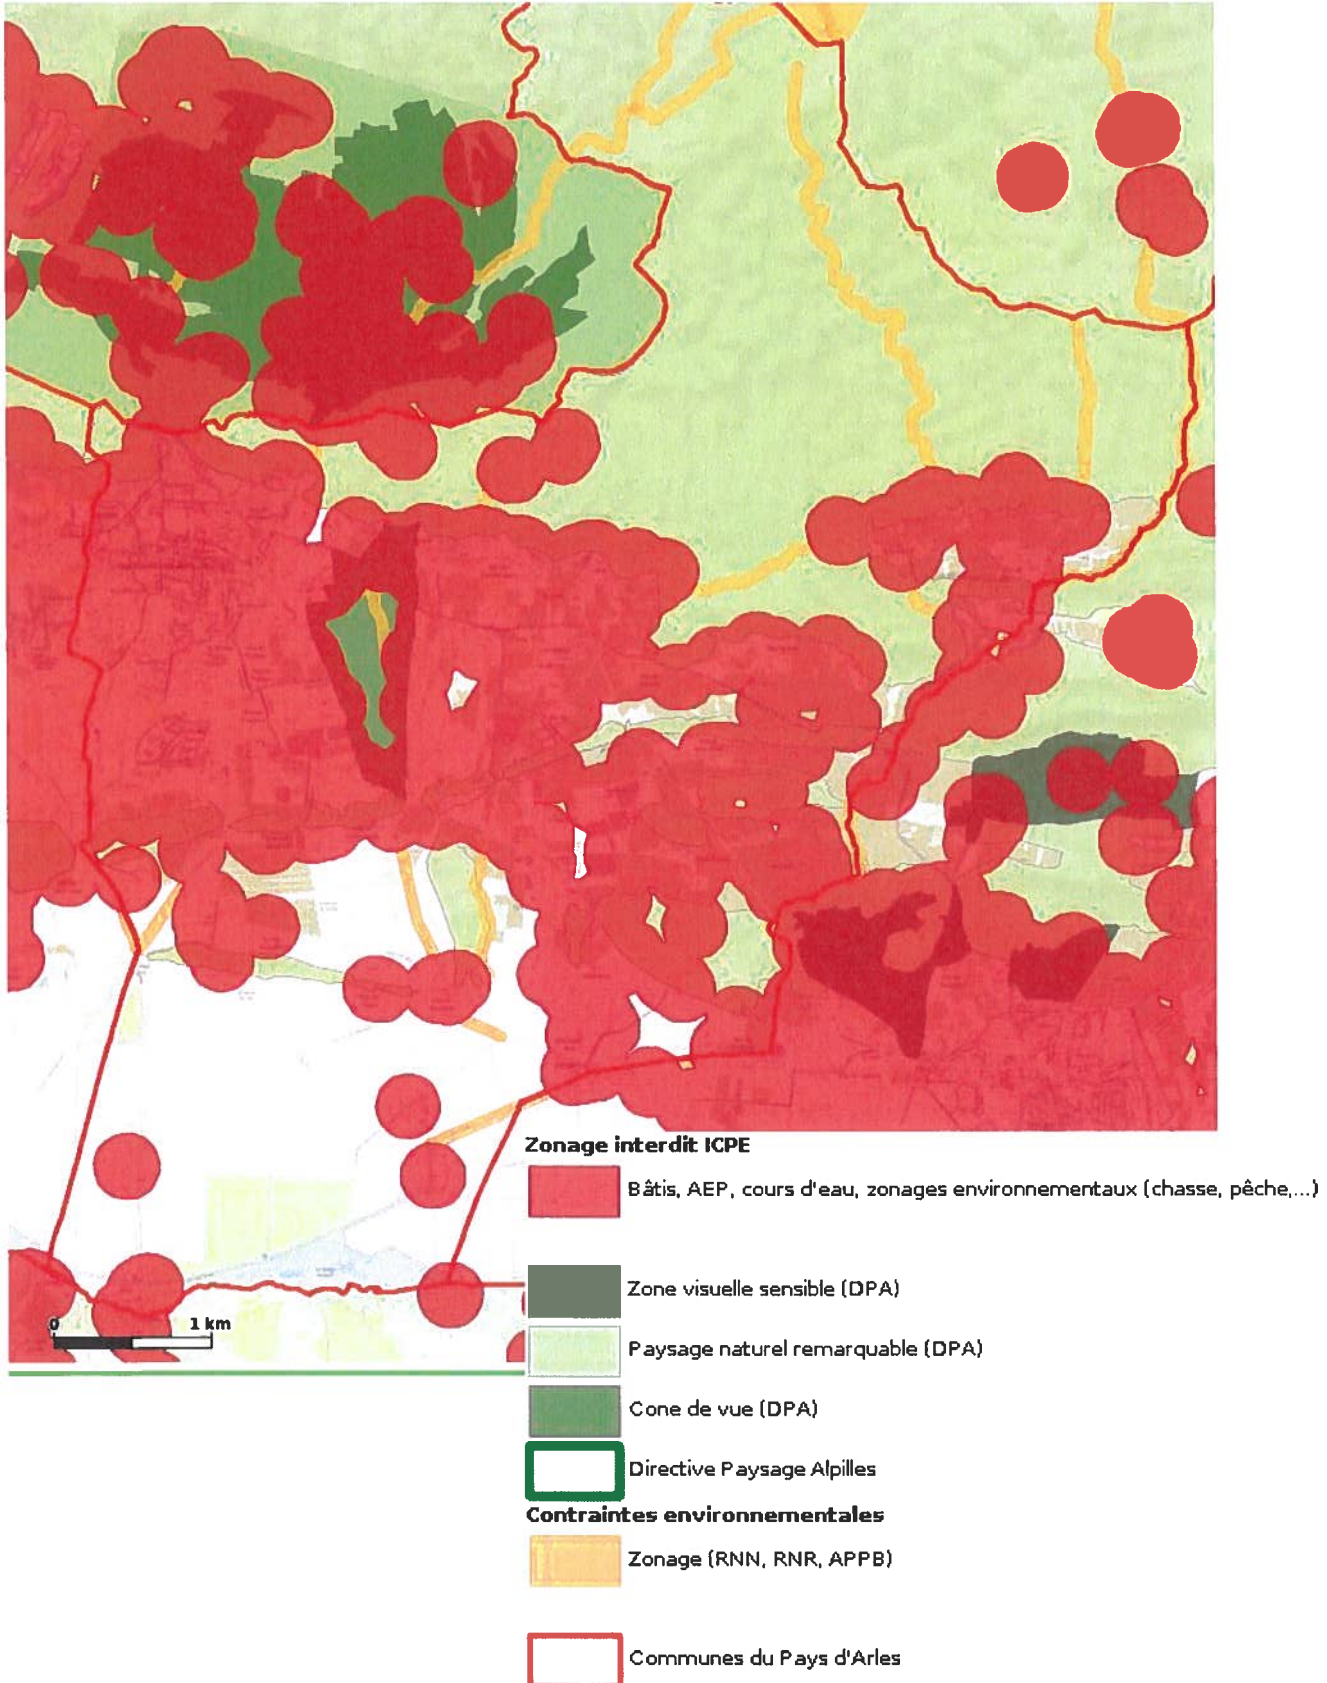 0
1 km
Zonage interdit ICPE
Bâtis, AEP, cours d'eau, zonages environnementaux (chasse, pêche,...)
Zone visuelle sensible (DPA)
Paysage naturel remarquable (DPA)
Cone de vue (DPA)
Directive Paysage Alpilles
Contraintes environnementales
Zonage (RNN, RNR, APPB)
Communes du Pays d'Arles